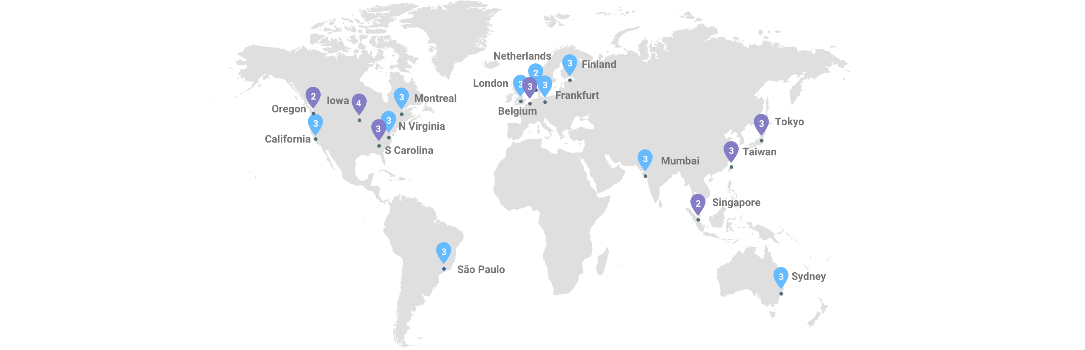 Netherlands
2
3
Finland
London
3
3
3
Frankfurt
Belgium
2
Oregon
Iowa
4
3
Montreal
3
California
3
N Virginia
3
S Carolina
3
Tokyo
3
Taiwan
3
Mumbai
2
Singapore
3
São Paulo
3
Sydney